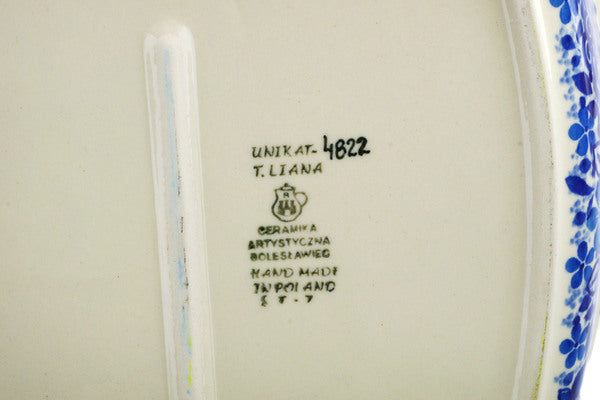 UNIKAT-4822
T. LIANA
R
CERAMIKA
ARTYSTYCZNA
BOLESŁAWIEC
HAND MADE
IN POLAND